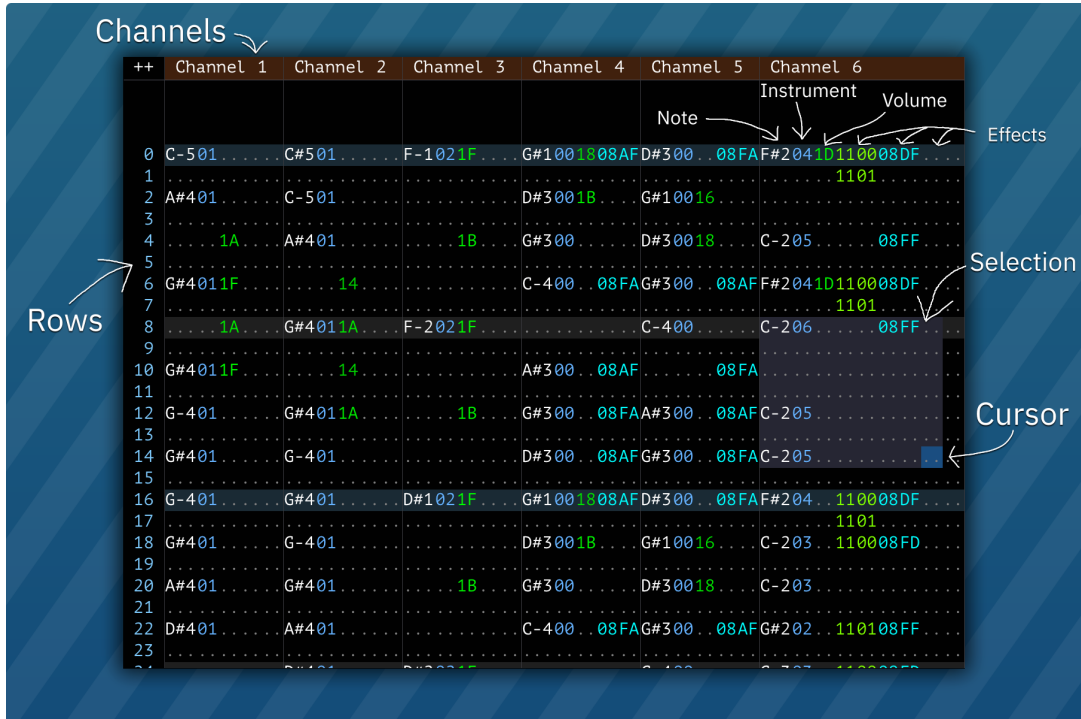 Channels
++ Channel 1 Channel 2 Channel 3 Channel 4 Channel 5 Channel 6
Instrument
Volume
Note
Effects
0 C-501...... C#501...... F-1021F.... G#1001808AF D#300..08FA F#2041D110008DF....
1 ........... ........... ........... ........... ........... .......1101........
2 A#401...... C-501...... ........... D#3001B.... G#10016.... ...................
3 ........... ........... ........... ........... ........... ...................
4 .....1A.... A#401...... .....1B.... G#300...... D#30018.... C-205......08FF....
5 ........... ........... ........... ........... ........... ...................
Selection
6 G#4011F.... .....14.... ........... C-400..08FA G#300..08AF F#2041D110008DF....
7 ........... ........... ........... ........... ........... .......1101........
Rows
8 .....1A.... G#4011A.... F-2021F.... ........... C-400...... C-206......08FF....
9 ........... ........... ........... ........... ........... ...................
10 G#4011F.... .....14.... ........... A#300..08AF .......08FA ...................
11 ........... ........... ........... ........... ........... ...................
12 G-401...... G#4011A.... .....1B.... G#300..08FA A#300..08AF C-205..............
Cursor
13 ........... ........... ........... ........... ........... ...................
14 G#401...... G-401...... ........... D#300..08AF G#300..08FA C-205..............
15 ........... ........... ........... ........... ........... ...................
16 G-401...... G#401...... D#1021F.... G#1001808AF D#300..08FA F#204..110008DF....
17 ........... ........... ........... ........... ........... .......1101........
18 G#401...... G-401...... ........... D#3001B.... G#10016.... C-203..110008FD....
19 ........... ........... ........... ........... ........... ...................
20 A#401...... G#401...... .....1B.... G#300...... D#30018.... C-203..............
21 ........... ........... ........... ........... ........... ...................
22 D#401...... A#401...... ........... C-400..08FA G#300..08AF G#202..110108FF....
23 ........... ........... ........... ........... ........... ...................